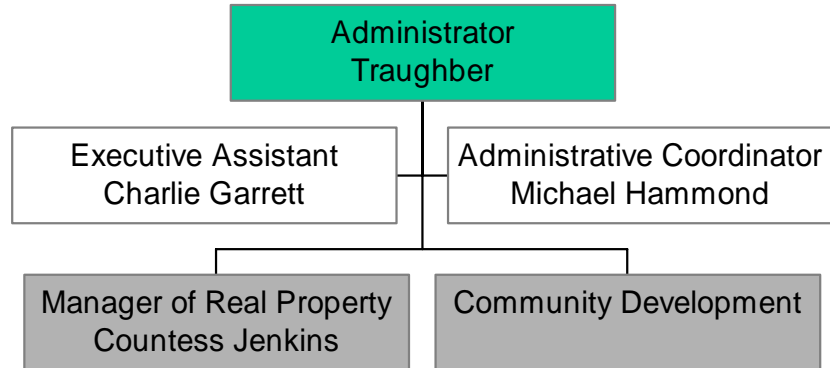 Administrator
Traughber
Executive Assistant
Charlie Garrett
Administrative Coordinator
Michael Hammond
Manager of Real Property
Countess Jenkins
Community Development